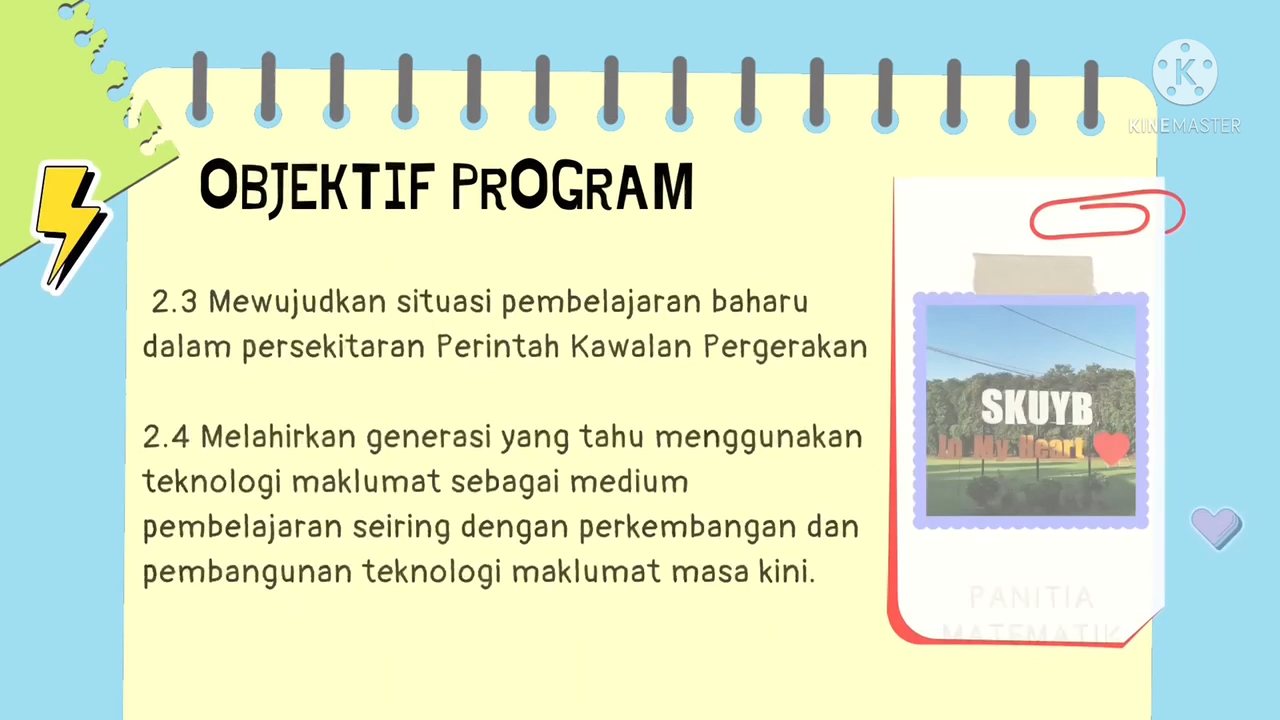 KINEMASTER
OBJEKTIF PROGRAM
2.3 Mewujudkan situasi pembelajaran baharu
dalam persekitaran Perintah Kawalan Pergerakan
2.4 Melahirkan generasi yang tahu menggunakan
teknologi maklumat sebagai medium
pembelajaran seiring dengan perkembangan dan
pembangunan teknologi maklumat masa kini.
SKUYB
In My Heart
PANITIA
MATEMATIK